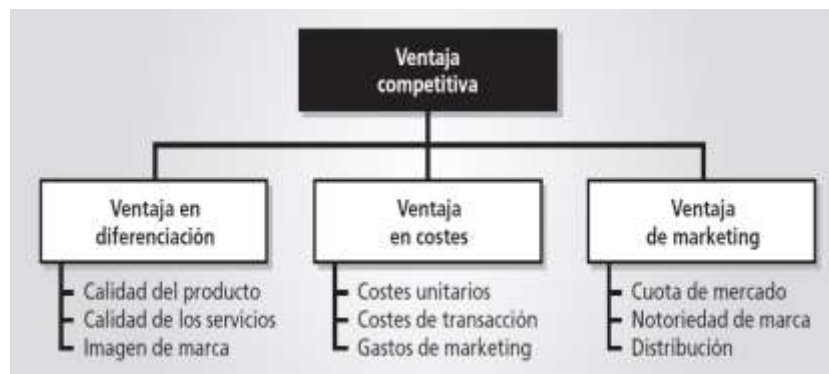 Ventaja
competitiva
Ventaja en
diferenciación
Calidad del producto
Calidad de los servicios
Imagen de marca
Ventaja
en costes
Costes unitarios
Costes de transacción
Gastos de marketing
Ventaja
de marketing
Cuota de mercado
Notoriedad de marca
Distribución